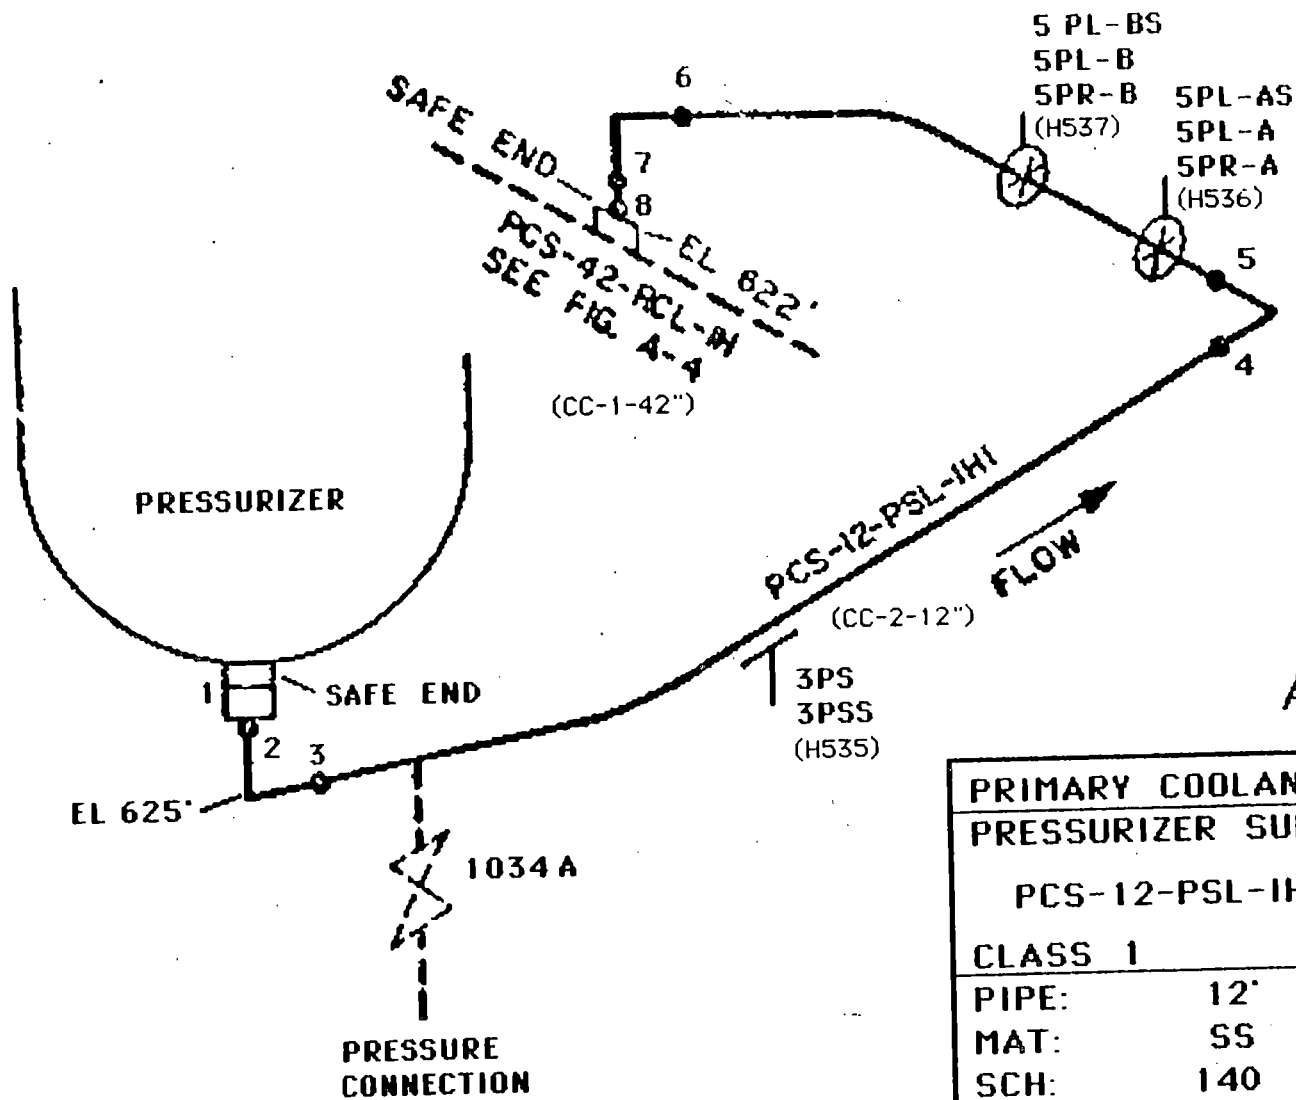 5 PL-BS
5PL-B
5PR-B
(H537)
5PL-AS
5PL-A
5PR-A
(H536)
6
SAFE END
7
8
EL 622'
PCS-42-RCL-1H
SEE FIG. A-4
(CC-1-42")
5
4
PRESSURIZER
PCS-12-PSL-1H1
FLOW
(CC-2-12")
1
SAFE END
2
3
EL 625'
3PS
3PSS
(H535)
1034A
PRESSURE
CONNECTION
PRIMARY COOLAN
PRESSURIZER SU
PCS-12-PSL-1H
CLASS 1
PIPE: 12"
MAT: SS
SCH: 140